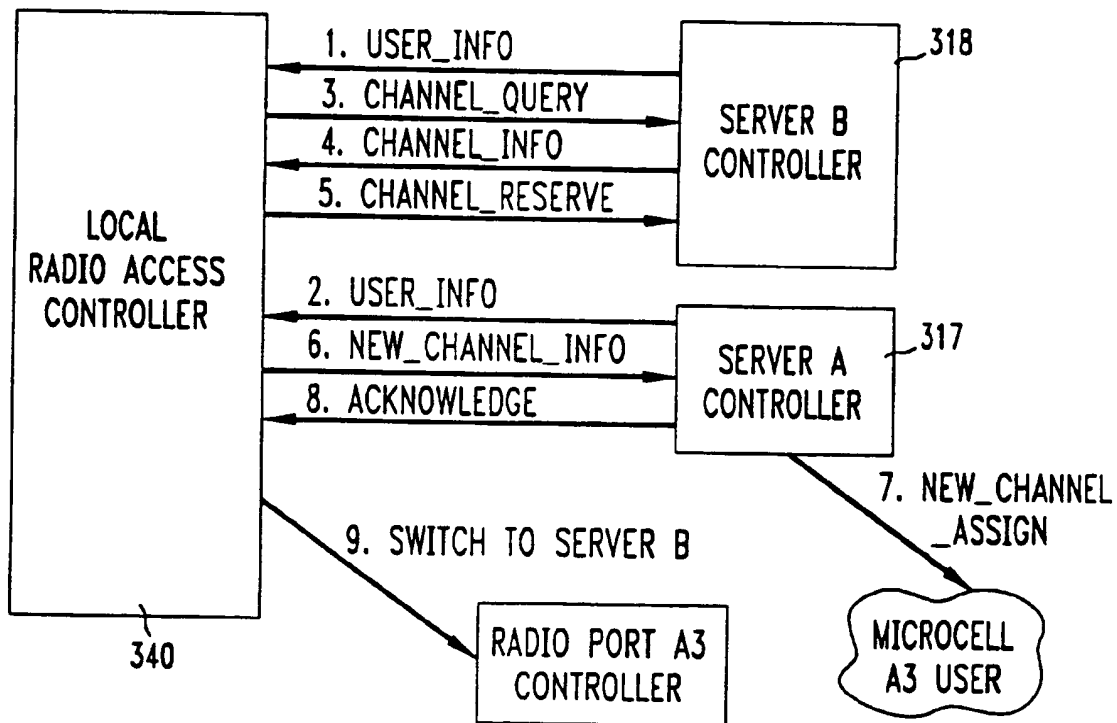 1. USER_INFO
318
3. CHANNEL_QUERY
4. CHANNEL_INFO
5. CHANNEL_RESERVE
SERVER B
CONTROLLER
LOCAL
RADIO ACCESS
CONTROLLER
2. USER_INFO
6. NEW_CHANNEL_INFO
8. ACKNOWLEDGE
317
SERVER A
CONTROLLER
7. NEW_CHANNEL
_ASSIGN
9. SWITCH TO SERVER B
340
RADIO PORT A3
CONTROLLER
MICROCELL
A3 USER